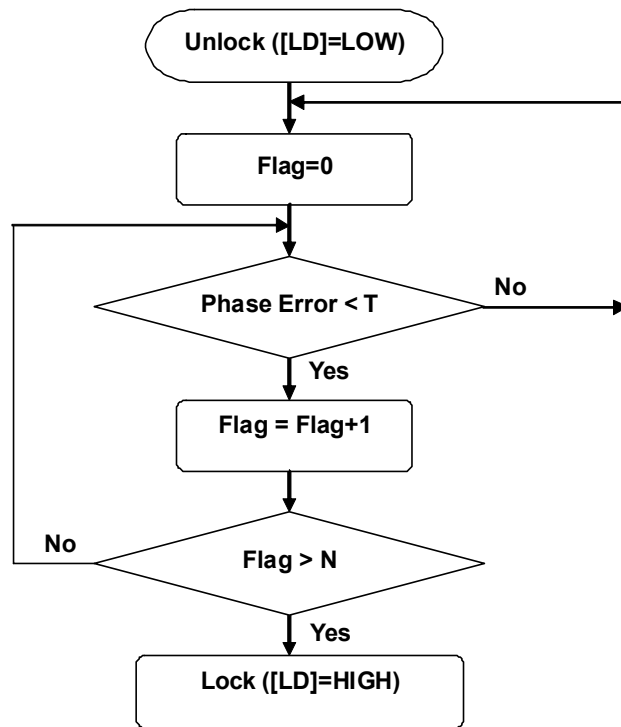 Unlock ([LD]=LOW)
Flag=0
Phase Error < T
No
Yes
Flag = Flag+1
No
Flag > N
Yes
Lock ([LD]=HIGH)